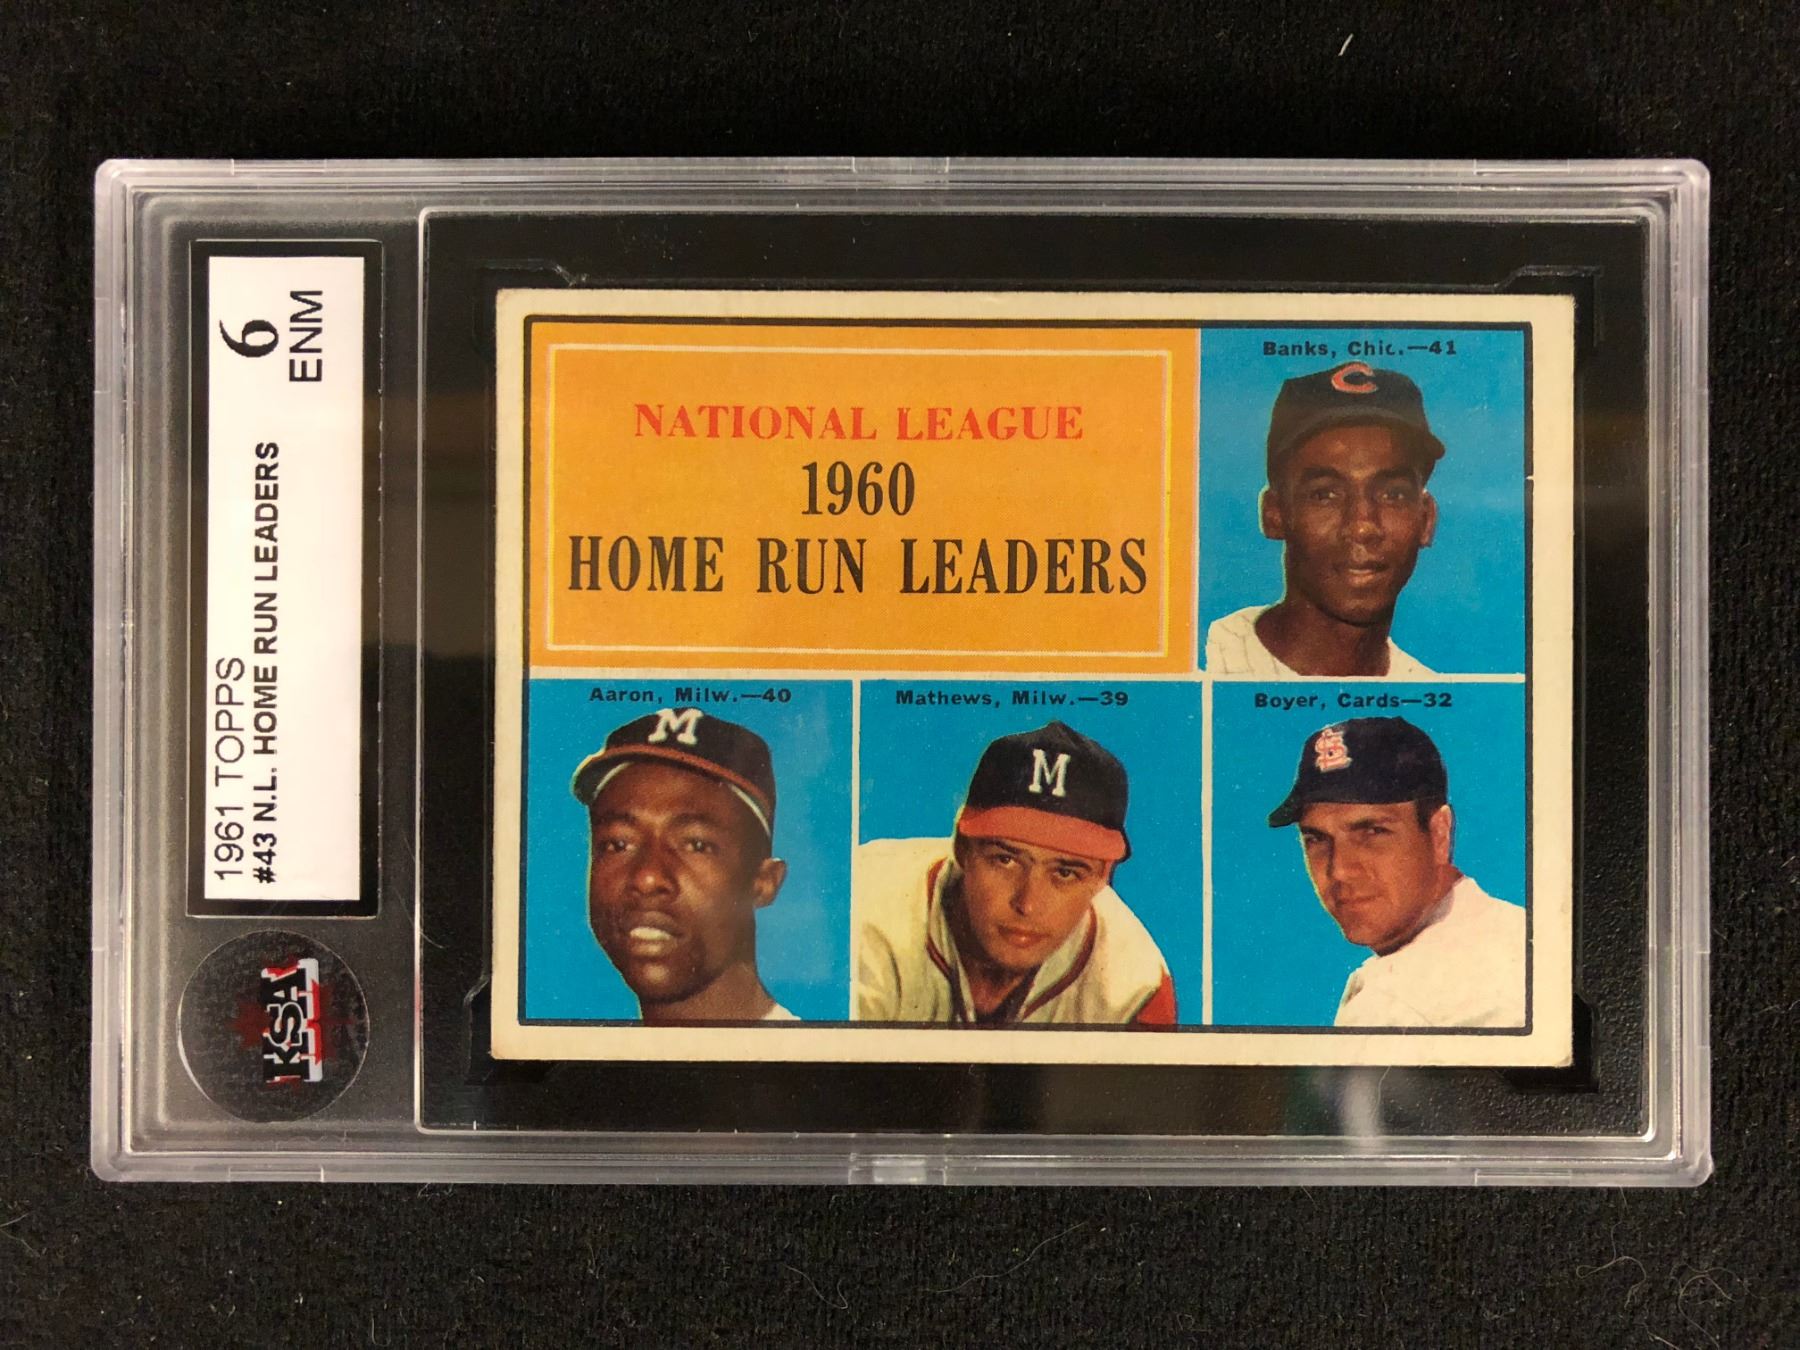 1961 TOPPS
#43 N.L. HOME RUN LEADERS
6
ENM
KSA
NATIONAL LEAGUE
1960
HOME RUN LEADERS
Banks, Chic.—41
C
Aaron, Milw.—40
M
Mathews, Milw.—39
M
Boyer, Cards—32
STL